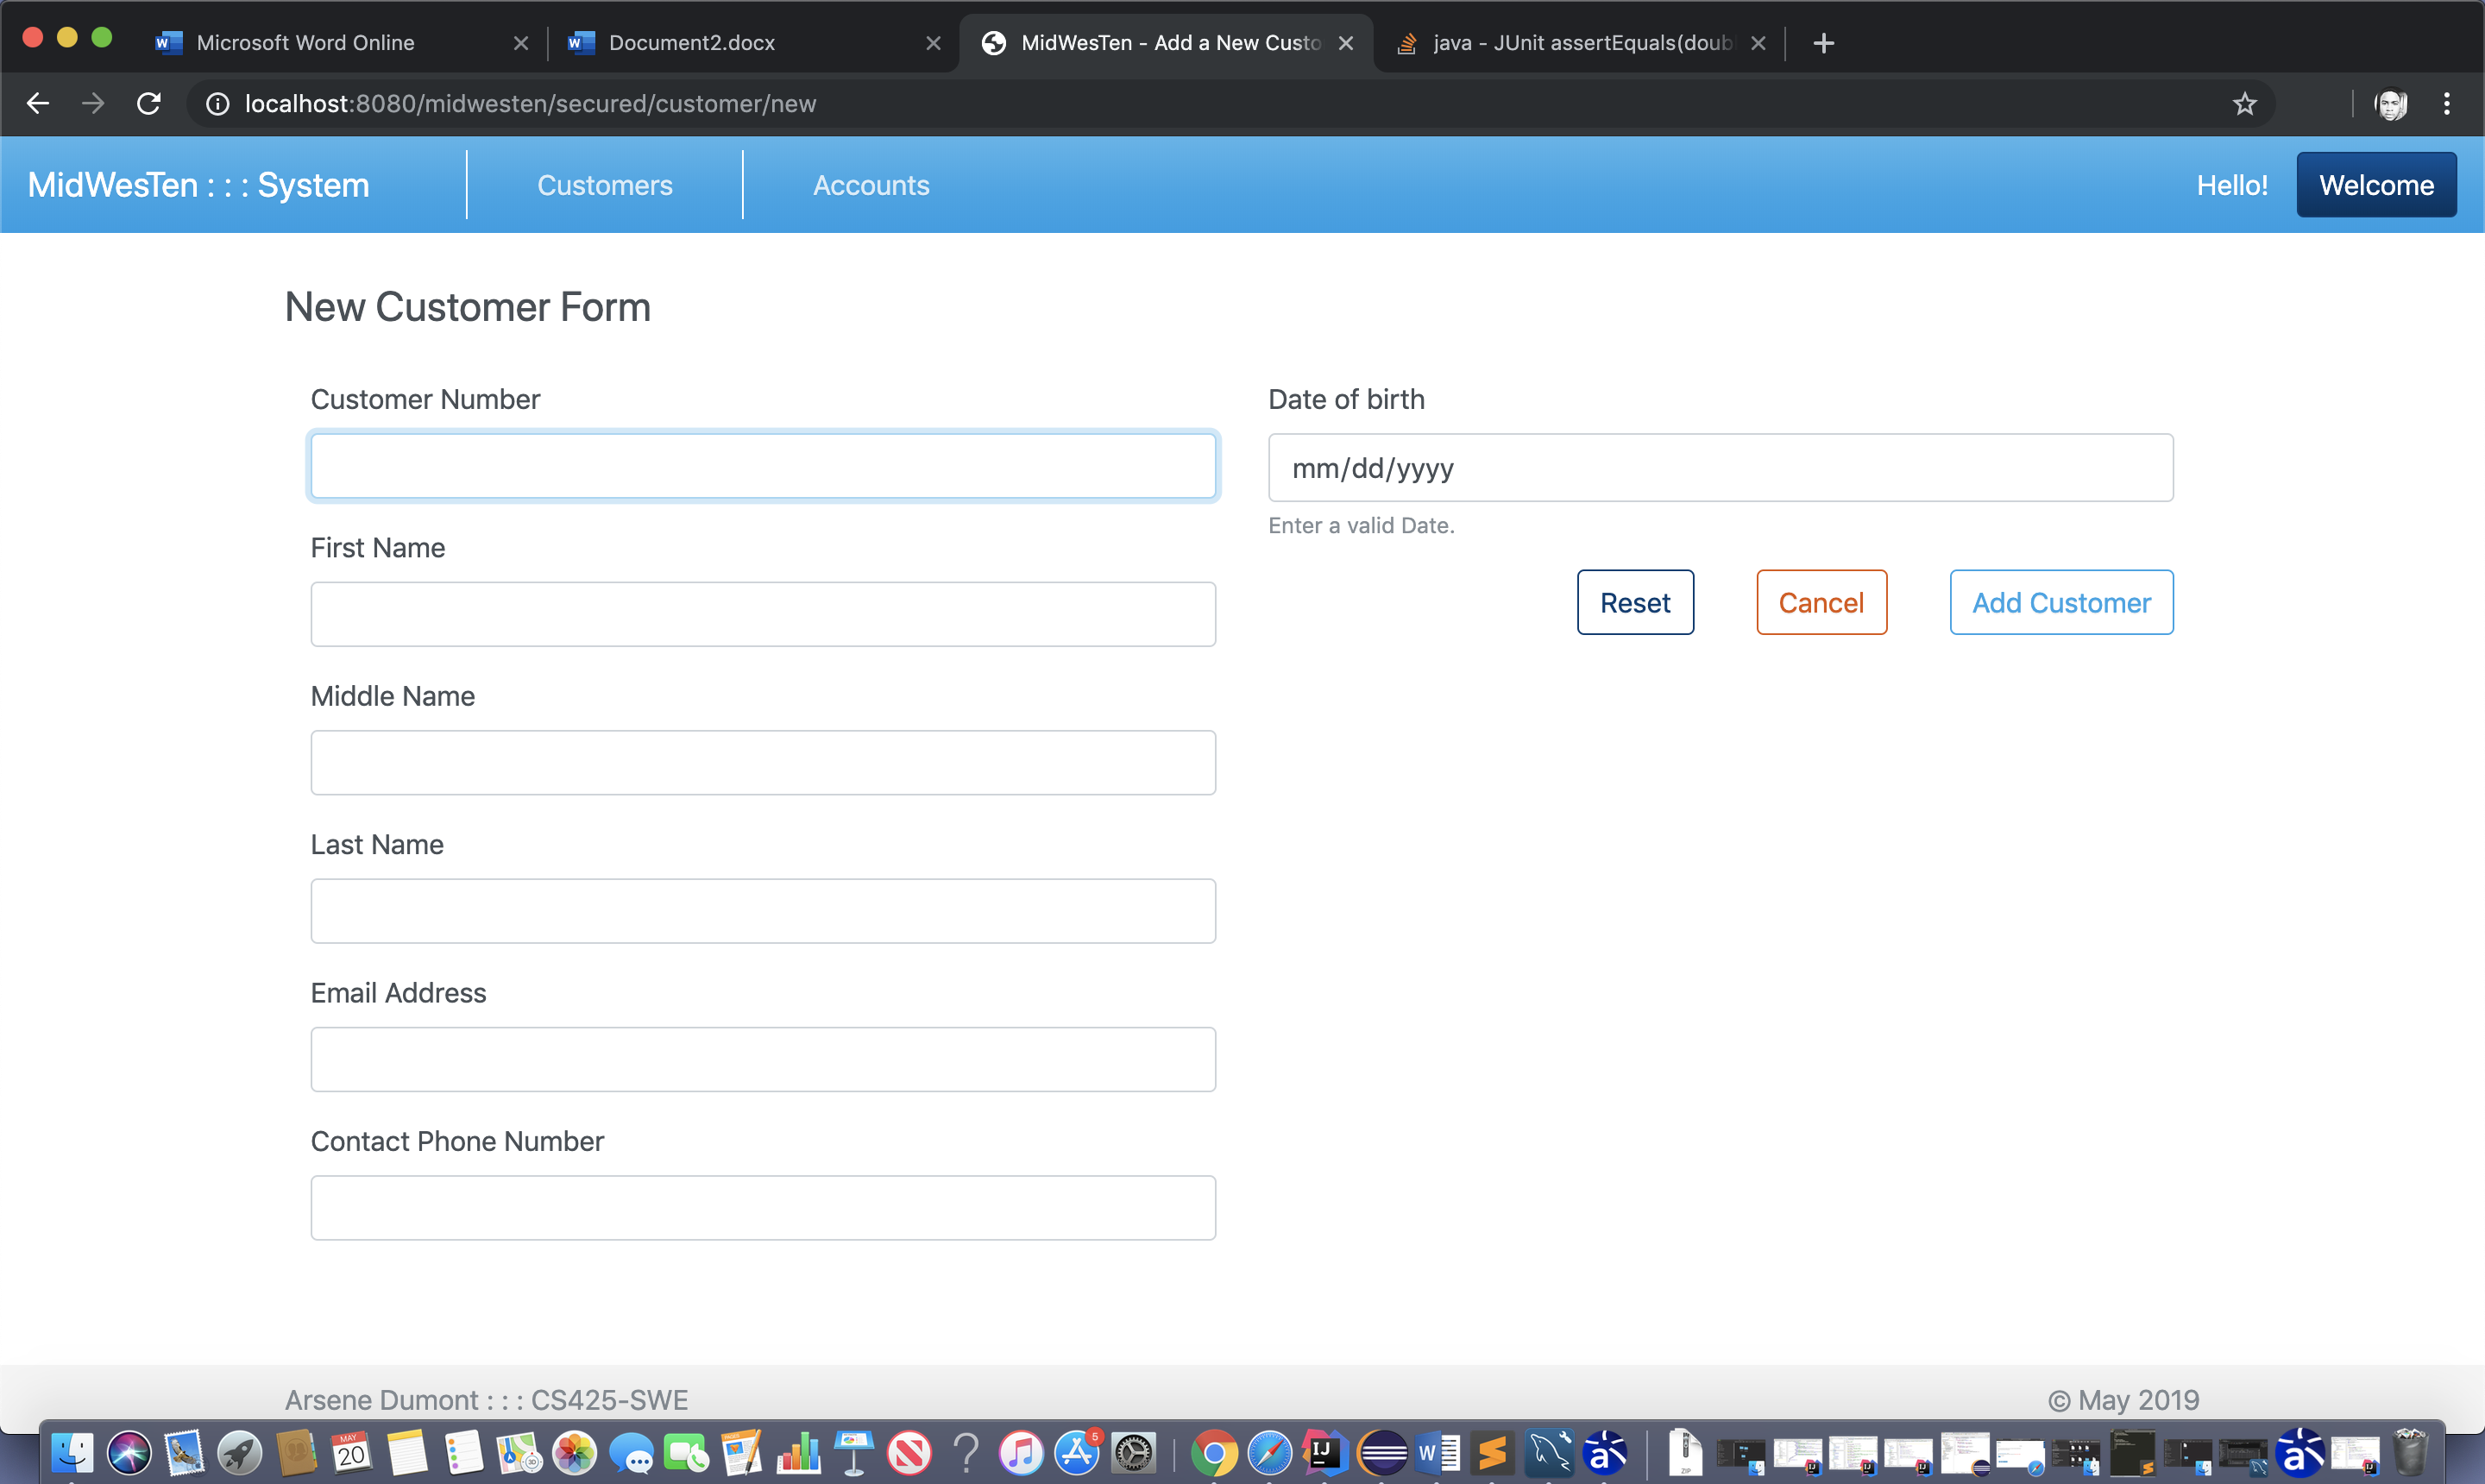 Microsoft Word Online
Document2.docx
MidWesTen - Add a New Custo
java - JUnit assertEquals(doub
localhost:8080/midwesten/secured/customer/new
MidWesTen : : : System
Customers
Accounts
Hello!
Welcome
New Customer Form
Customer Number
Date of birth
mm/dd/yyyy
Enter a valid Date.
First Name
Reset
Cancel
Add Customer
Middle Name
Last Name
Email Address
Contact Phone Number
Arsene Dumont : : : CS425-SWE
© May 2019
MAY
20
5
IJ
W
ZIP